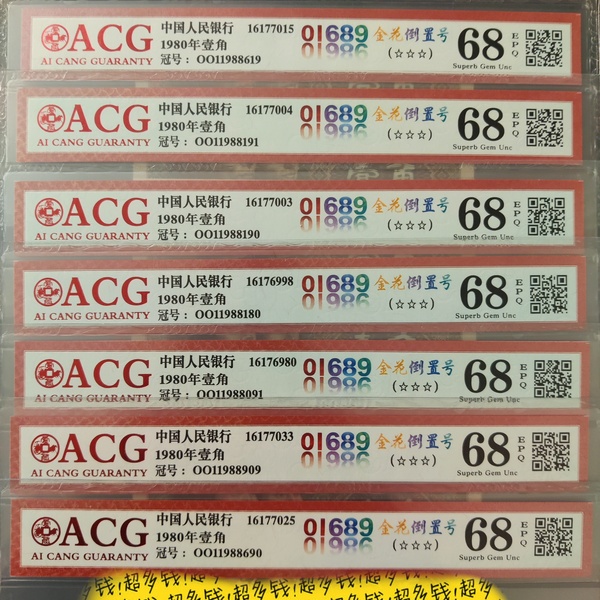 ACG 中国人民银行 16177015 01689 金花倒置号 68 EPQ
1980年壹角 (☆☆☆)
AI CANG GUARANTY 冠号: OO11988619 Superb Gem Unc
ACG 中国人民银行 16177004 01689 金花倒置号 68 EPQ
1980年壹角 (☆☆☆)
AI CANG GUARANTY 冠号: OO11988191 Superb Gem Unc
ACG 中国人民银行 16177003 01689 金花倒置号 68 EPQ
1980年壹角 (☆☆☆)
AI CANG GUARANTY 冠号: OO11988190 Superb Gem Unc
ACG 中国人民银行 16176998 01689 金花倒置号 68 EPQ
1980年壹角 (☆☆☆)
AI CANG GUARANTY 冠号: OO11988180 Superb Gem Unc
ACG 中国人民银行 16176980 01689 金花倒置号 68 EPQ
1980年壹角 (☆☆☆)
AI CANG GUARANTY 冠号: OO11988091 Superb Gem Unc
ACG 中国人民银行 16177033 01689 金花倒置号 68 EPQ
1980年壹角 (☆☆☆)
AI CANG GUARANTY 冠号: OO11988909 Superb Gem Unc
ACG 中国人民银行 16177025 01689 金花倒置号 68 EPQ
1980年壹角 (☆☆☆)
AI CANG GUARANTY 冠号: OO11988690 Superb Gem Unc
钱!超多钱!超多钱!超多钱!超